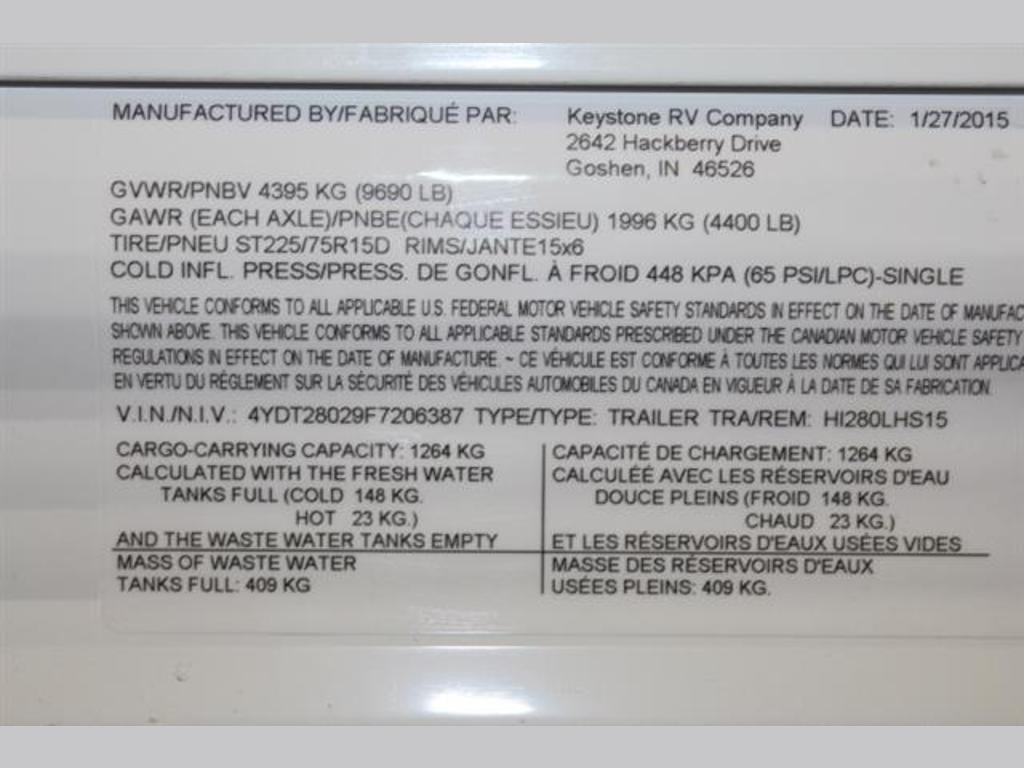 MANUFACTURED BY/FABRIQUÉ PAR: Keystone RV Company DATE: 1/27/2015
2642 Hackberry Drive
Goshen, IN 46526
GVWR/PNBV 4395 KG (9690 LB)
GAWR (EACH AXLE)/PNBE(CHAQUE ESSIEU) 1996 KG (4400 LB)
TIRE/PNEU ST225/75R15D RIMS/JANTE15x6
COLD INFL. PRESS/PRESS. DE GONFL. À FROID 448 KPA (65 PSI/LPC)-SINGLE
THIS VEHICLE CONFORMS TO ALL APPLICABLE U.S. FEDERAL MOTOR VEHICLE SAFETY STANDARDS IN EFFECT ON THE DATE OF MANUFAC
SHOWN ABOVE. THIS VEHICLE CONFORMS TO ALL APPLICABLE STANDARDS PRESCRIBED UNDER THE CANADIAN MOTOR VEHICLE SAFETY
REGULATIONS IN EFFECT ON THE DATE OF MANUFACTURE. ~ CE VÉHICULE EST CONFORME À TOUTES LES NORMES QUI LUI SONT APPLICA
EN VERTU DU RÉGLEMENT SUR LA SÉCURITÉ DES VÉHICULES AUTOMOBILES DU CANADA EN VIGUEUR À LA DATE DE SA FABRICATION.
V.I.N./N.I.V.: 4YDT28029F7206387 TYPE/TYPE: TRAILER TRA/REM: HI280LHS15
CARGO-CARRYING CAPACITY: 1264 KG
CALCULATED WITH THE FRESH WATER
TANKS FULL (COLD 148 KG.
HOT 23 KG.)
AND THE WASTE WATER TANKS EMPTY
MASS OF WASTE WATER
TANKS FULL: 409 KG
CAPACITÉ DE CHARGEMENT: 1264 KG
CALCULÉE AVEC LES RÉSERVOIRS D'EAU
DOUCE PLEINS (FROID 148 KG.
CHAUD 23 KG.)
ET LES RÉSERVOIRS D'EAUX USÉES VIDES
MASSE DES RÉSERVOIRS D'EAUX
USÉES PLEINS: 409 KG.